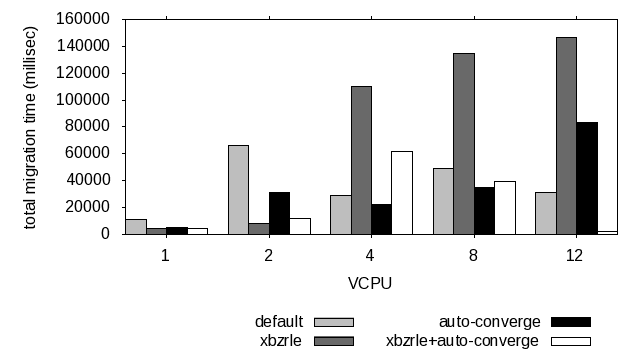 total migration time (millisec)
160000
140000
120000
100000
80000
60000
40000
20000
0
1 2 4 8 12
VCPU
default auto-converge
xbzrle xbzrle+auto-converge